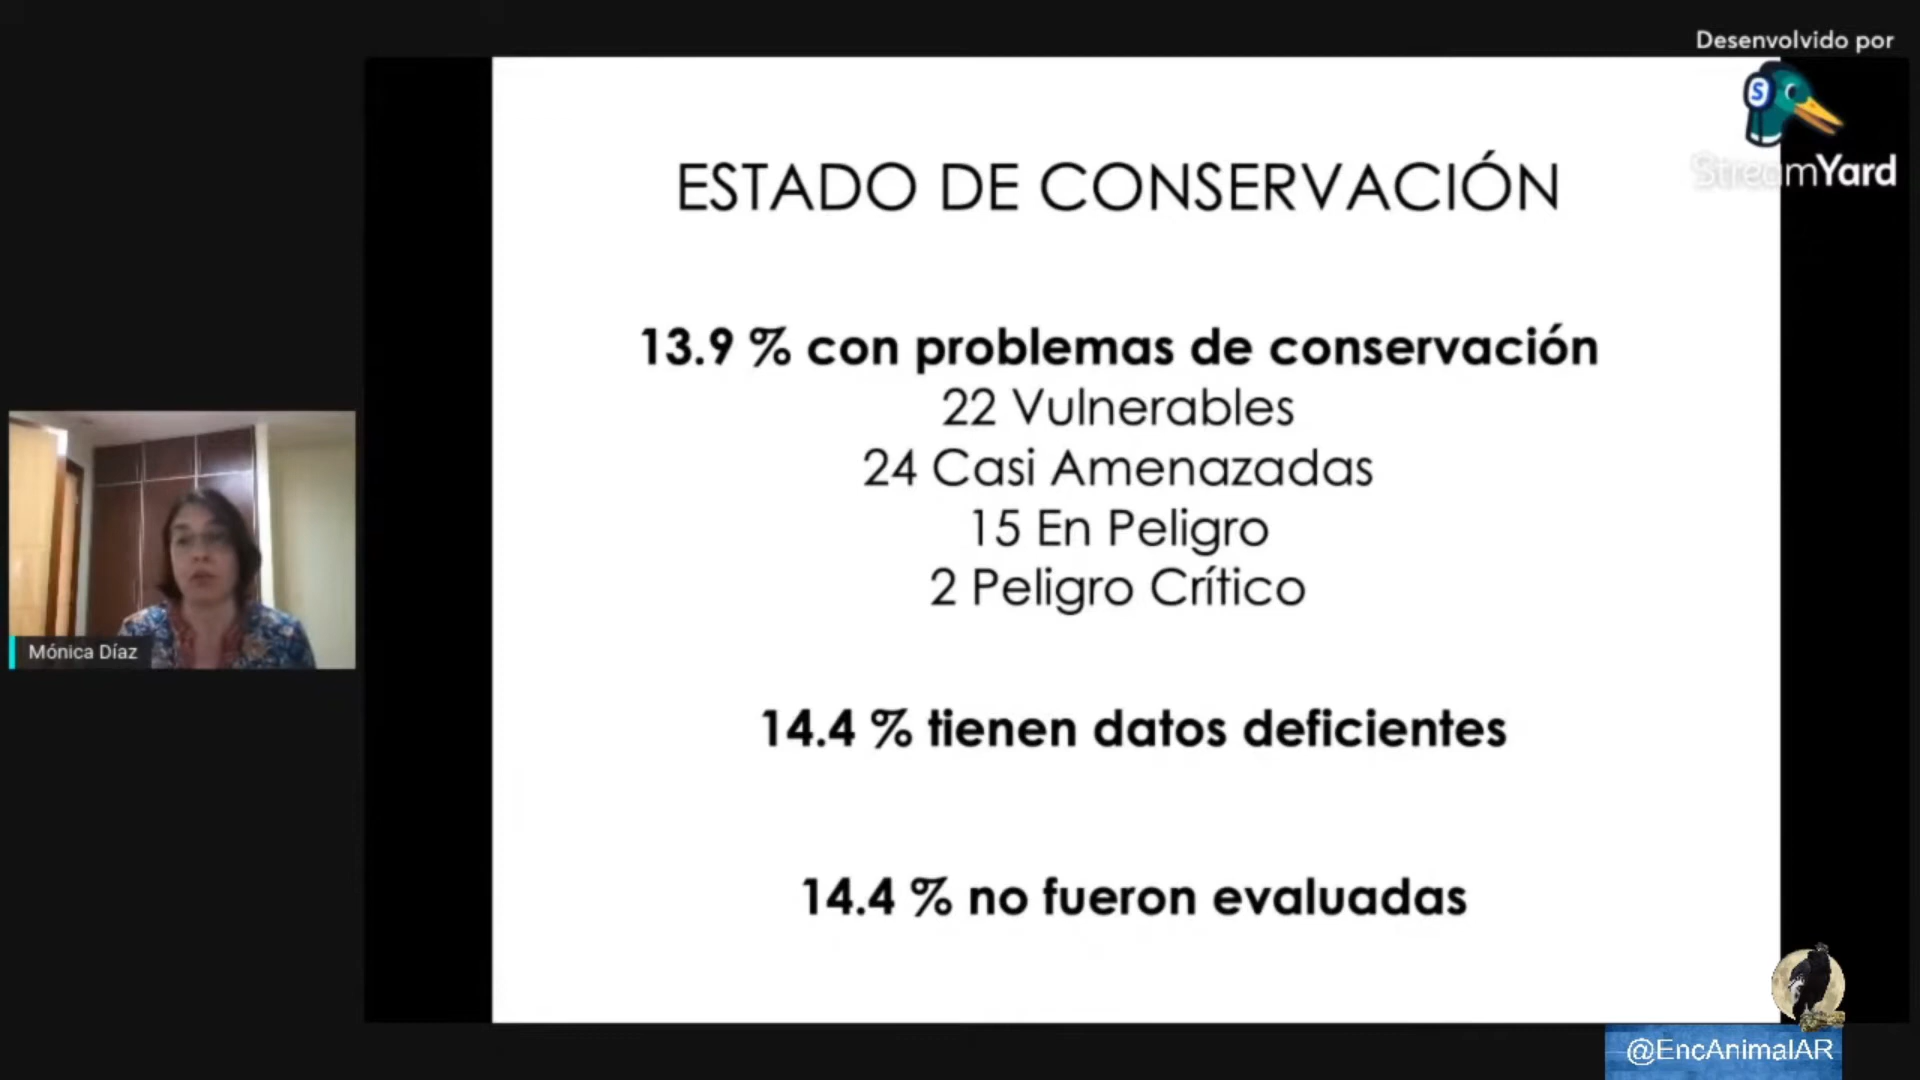 Desenvolvido por
StreamYard
ESTADO DE CONSERVACIÓN
13.9 % con problemas de conservación
22 Vulnerables
24 Casi Amenazadas
15 En Peligro
2 Peligro Crítico
Mónica Díaz
14.4 % tienen datos deficientes
14.4 % no fueron evaluadas
@EncAnimalAR